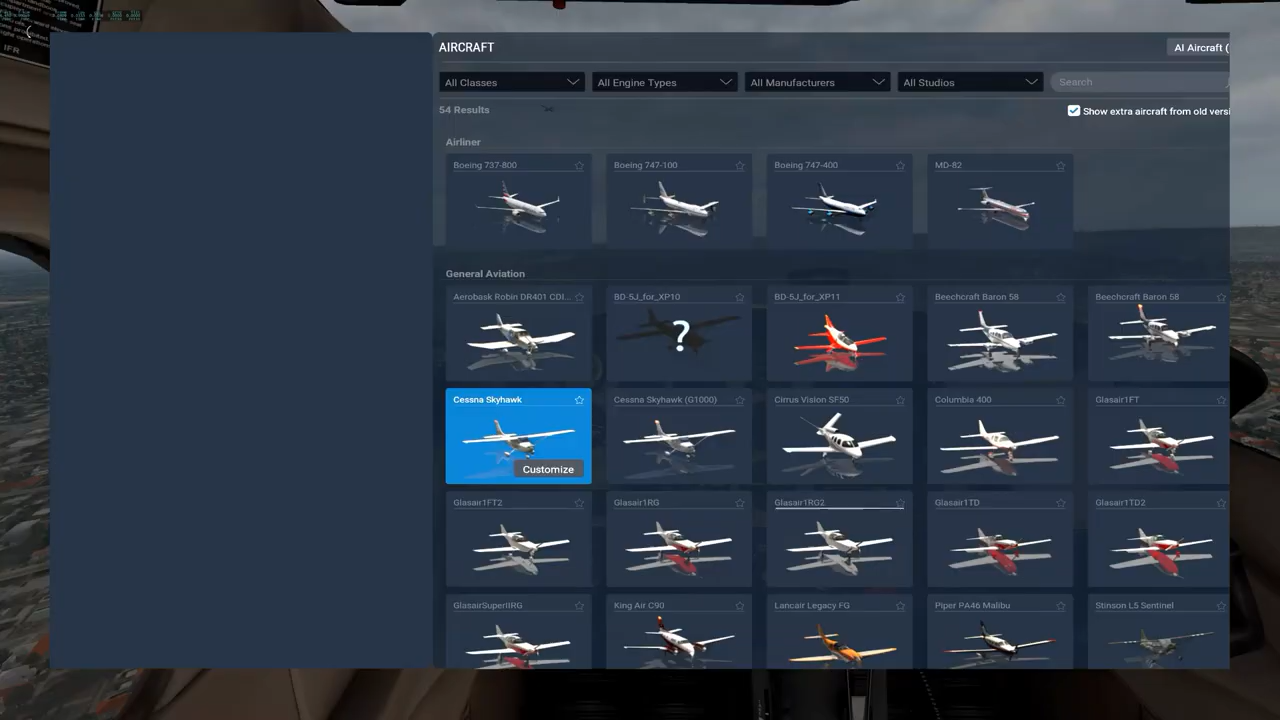 IFR
AIRCRAFT
AI Aircraft (
All Classes
All Engine Types
All Manufacturers
All Studios
Search
54 Results
Show extra aircraft from old versi
Airliner
Boeing 737-800
Boeing 747-100
Boeing 747-400
MD-82
General Aviation
Aerobask Robin DR401 CDI...
BD-5J_for_XP10
BD-5J_for_XP11
Beechcraft Baron 58
Beechcraft Baron 58
?
Cessna Skyhawk
Cessna Skyhawk (G1000)
Cirrus Vision SF50
Columbia 400
Glasair1FT
Customize
Glasair1FT2
Glasair1RG
Glasair1RG2
Glasair1TD
Glasair1TD2
GlasairSuperIIRG
King Air C90
Lancair Legacy FG
Piper PA46 Malibu
Stinson L5 Sentinel